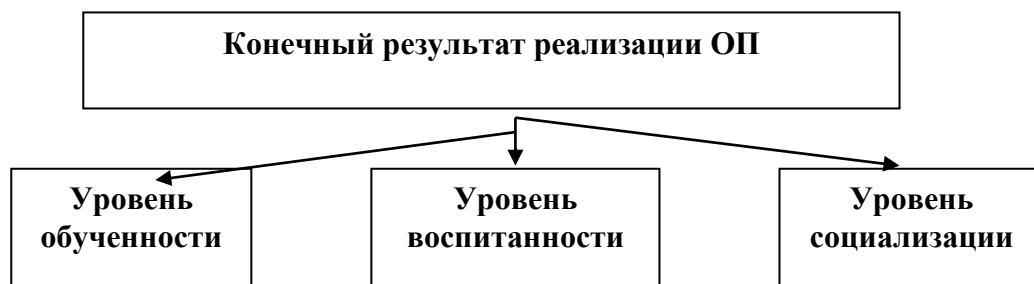 Конечный результат реализации ОП
Уровень
обученности
Уровень
воспитанности
Уровень
социализации